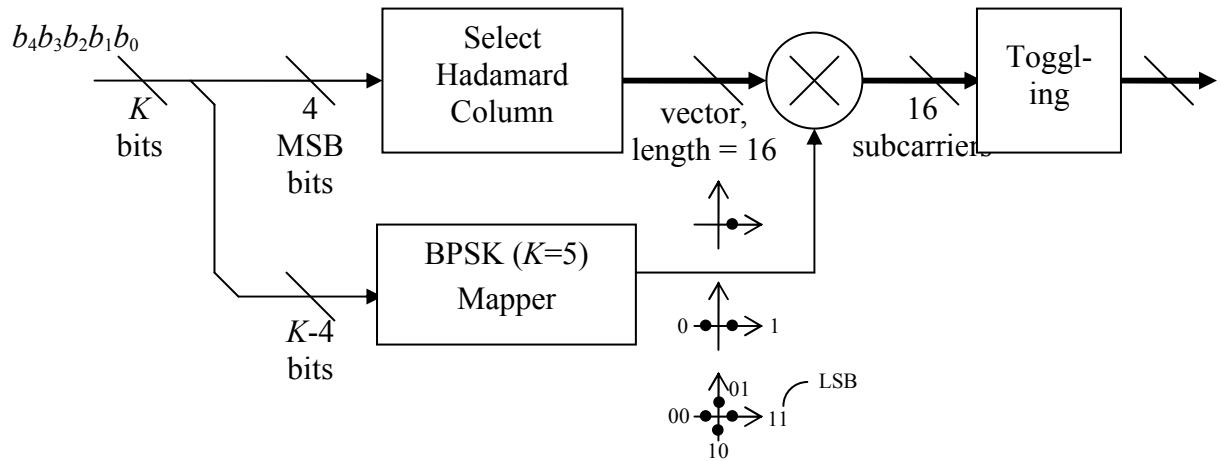 b₄b₃b₂b₁b₀
K
bits
4
MSB
bits
Select
Hadamard
Column
vector,
length = 16
16
subcarriers
Toggl-
ing
BPSK (K=5)
Mapper
K-4
bits
0
1
01
LSB
00
11
10